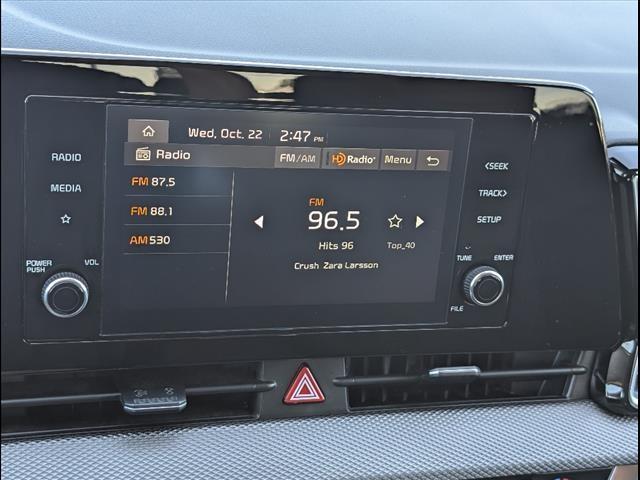 Wed, Oct. 22 2:47 PM
Radio FM/AM HD Radio Menu
FM 87.5
FM 88.1
AM 530
FM
96.5
Hits 96 Top_40
Crush Zara Larsson
RADIO
MEDIA
POWER
PUSH
VOL
<SEEK
TRACK>
SETUP
TUNE ENTER
FILE